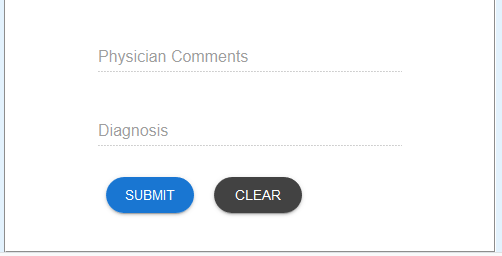 Physician Comments
Diagnosis
SUBMIT CLEAR